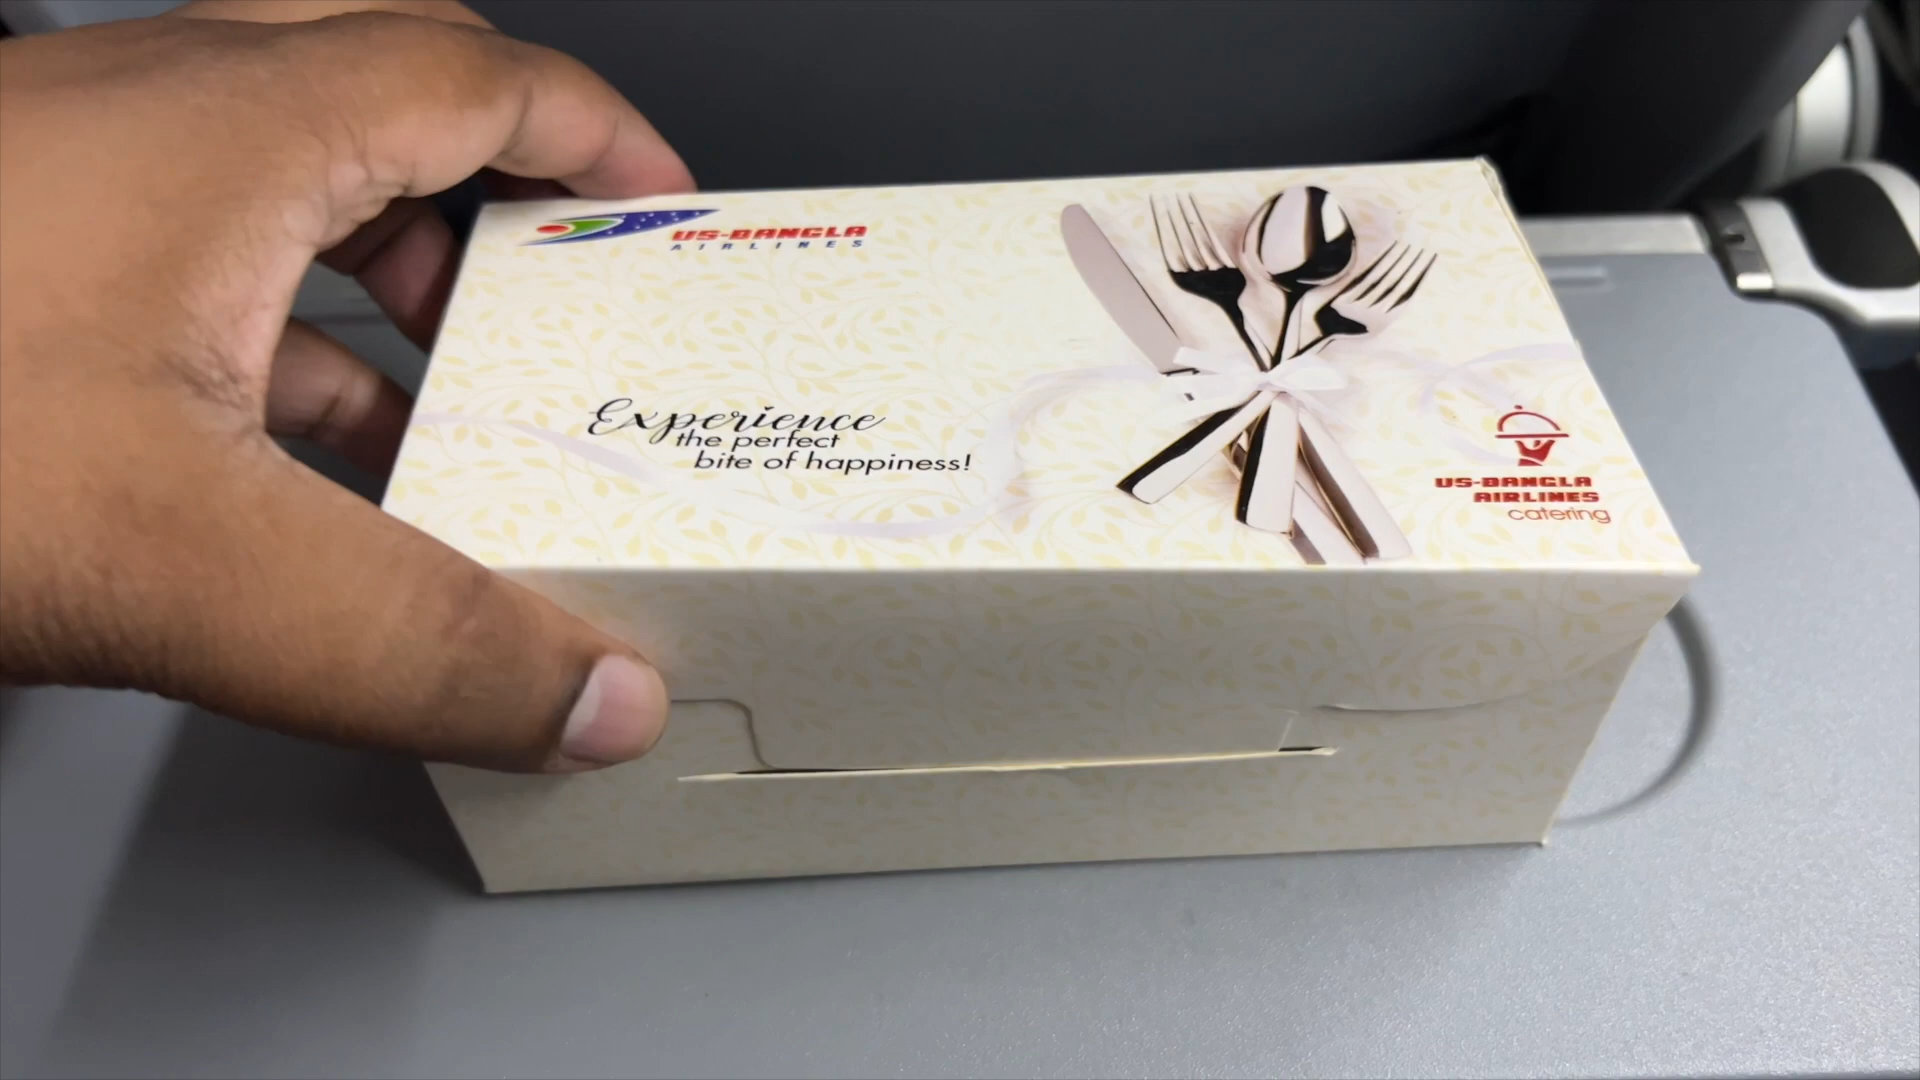 US-BANGLA
AIRLINES
Experience
the perfect
bite of happiness!
US-BANGLA
AIRLINES
catering